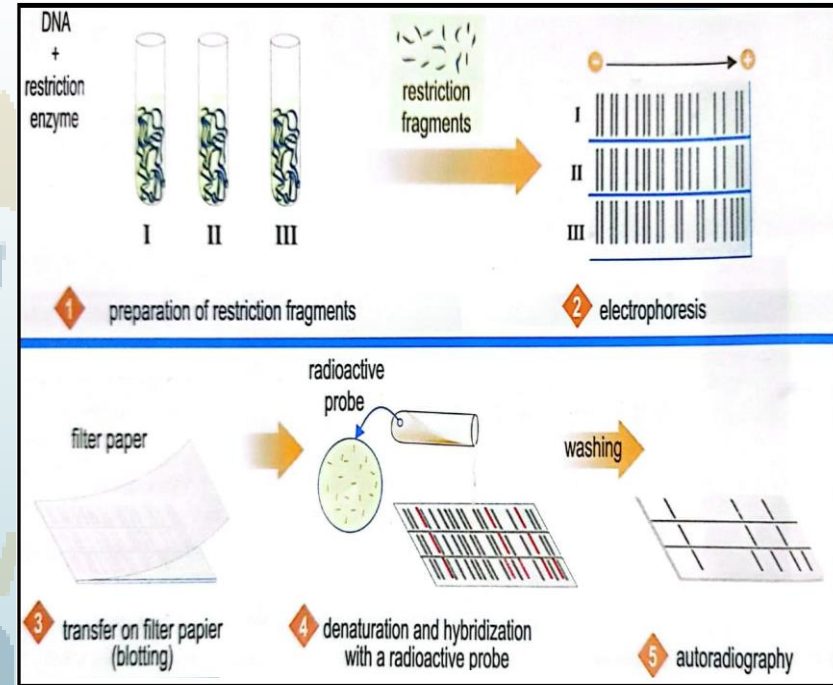 DNA
+
restriction
enzyme
I II III
1 preparation of restriction fragments
restriction
fragments
- +
I
II
III
2 electrophoresis
filter paper
3 transfer on filter papier
(blotting)
radioactive
probe
4 denaturation and hybridization
with a radioactive probe
washing
5 autoradiography